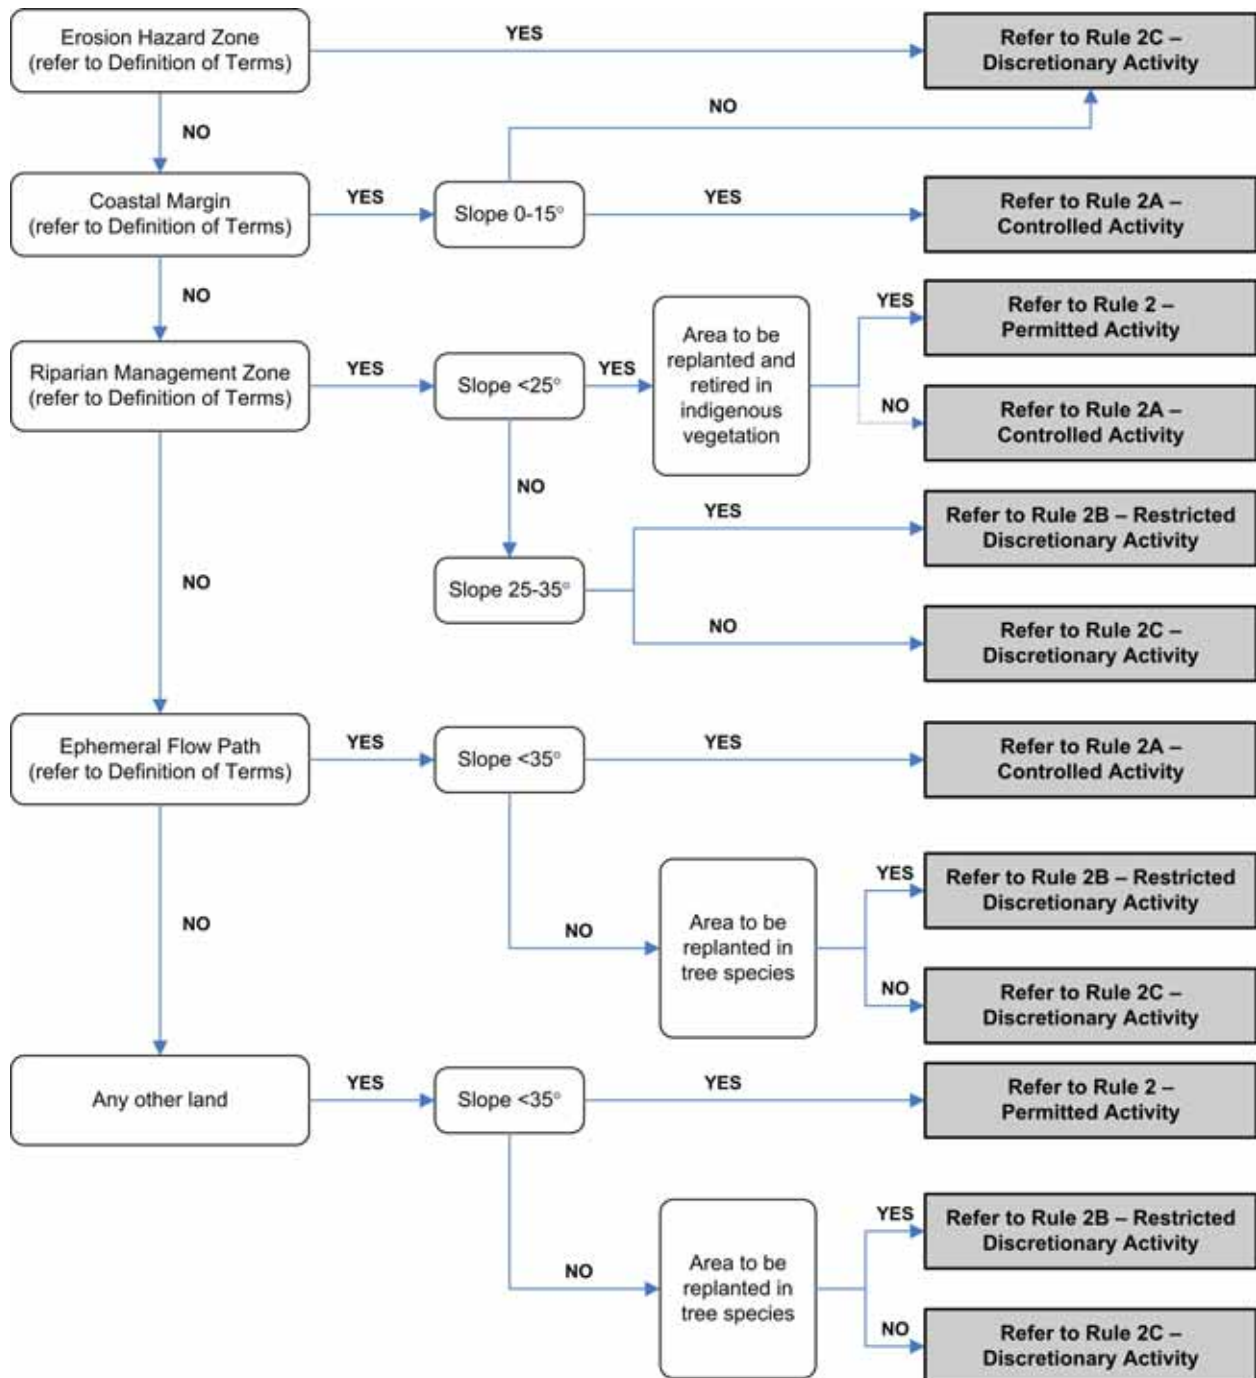 Erosion Hazard Zone
(refer to Definition of Terms)
YES
Refer to Rule 2C –
Discretionary Activity
NO
NO
Coastal Margin
(refer to Definition of Terms)
YES
Slope 0-15°
YES
Refer to Rule 2A –
Controlled Activity
NO
Riparian Management Zone
(refer to Definition of Terms)
YES
Slope <25°
YES
Area to be
replanted and
retired in
indigenous
vegetation
YES
Refer to Rule 2 –
Permitted Activity
NO
Refer to Rule 2A –
Controlled Activity
NO
Slope 25-35°
YES
Refer to Rule 2B – Restricted
Discretionary Activity
NO
Refer to Rule 2C –
Discretionary Activity
NO
Ephemeral Flow Path
(refer to Definition of Terms)
YES
Slope <35°
YES
Refer to Rule 2A –
Controlled Activity
NO
Area to be
replanted in
tree species
YES
Refer to Rule 2B – Restricted
Discretionary Activity
NO
Refer to Rule 2C –
Discretionary Activity
NO
Any other land
YES
Slope <35°
YES
Refer to Rule 2 –
Permitted Activity
NO
Area to be
replanted in
tree species
YES
Refer to Rule 2B – Restricted
Discretionary Activity
NO
Refer to Rule 2C –
Discretionary Activity